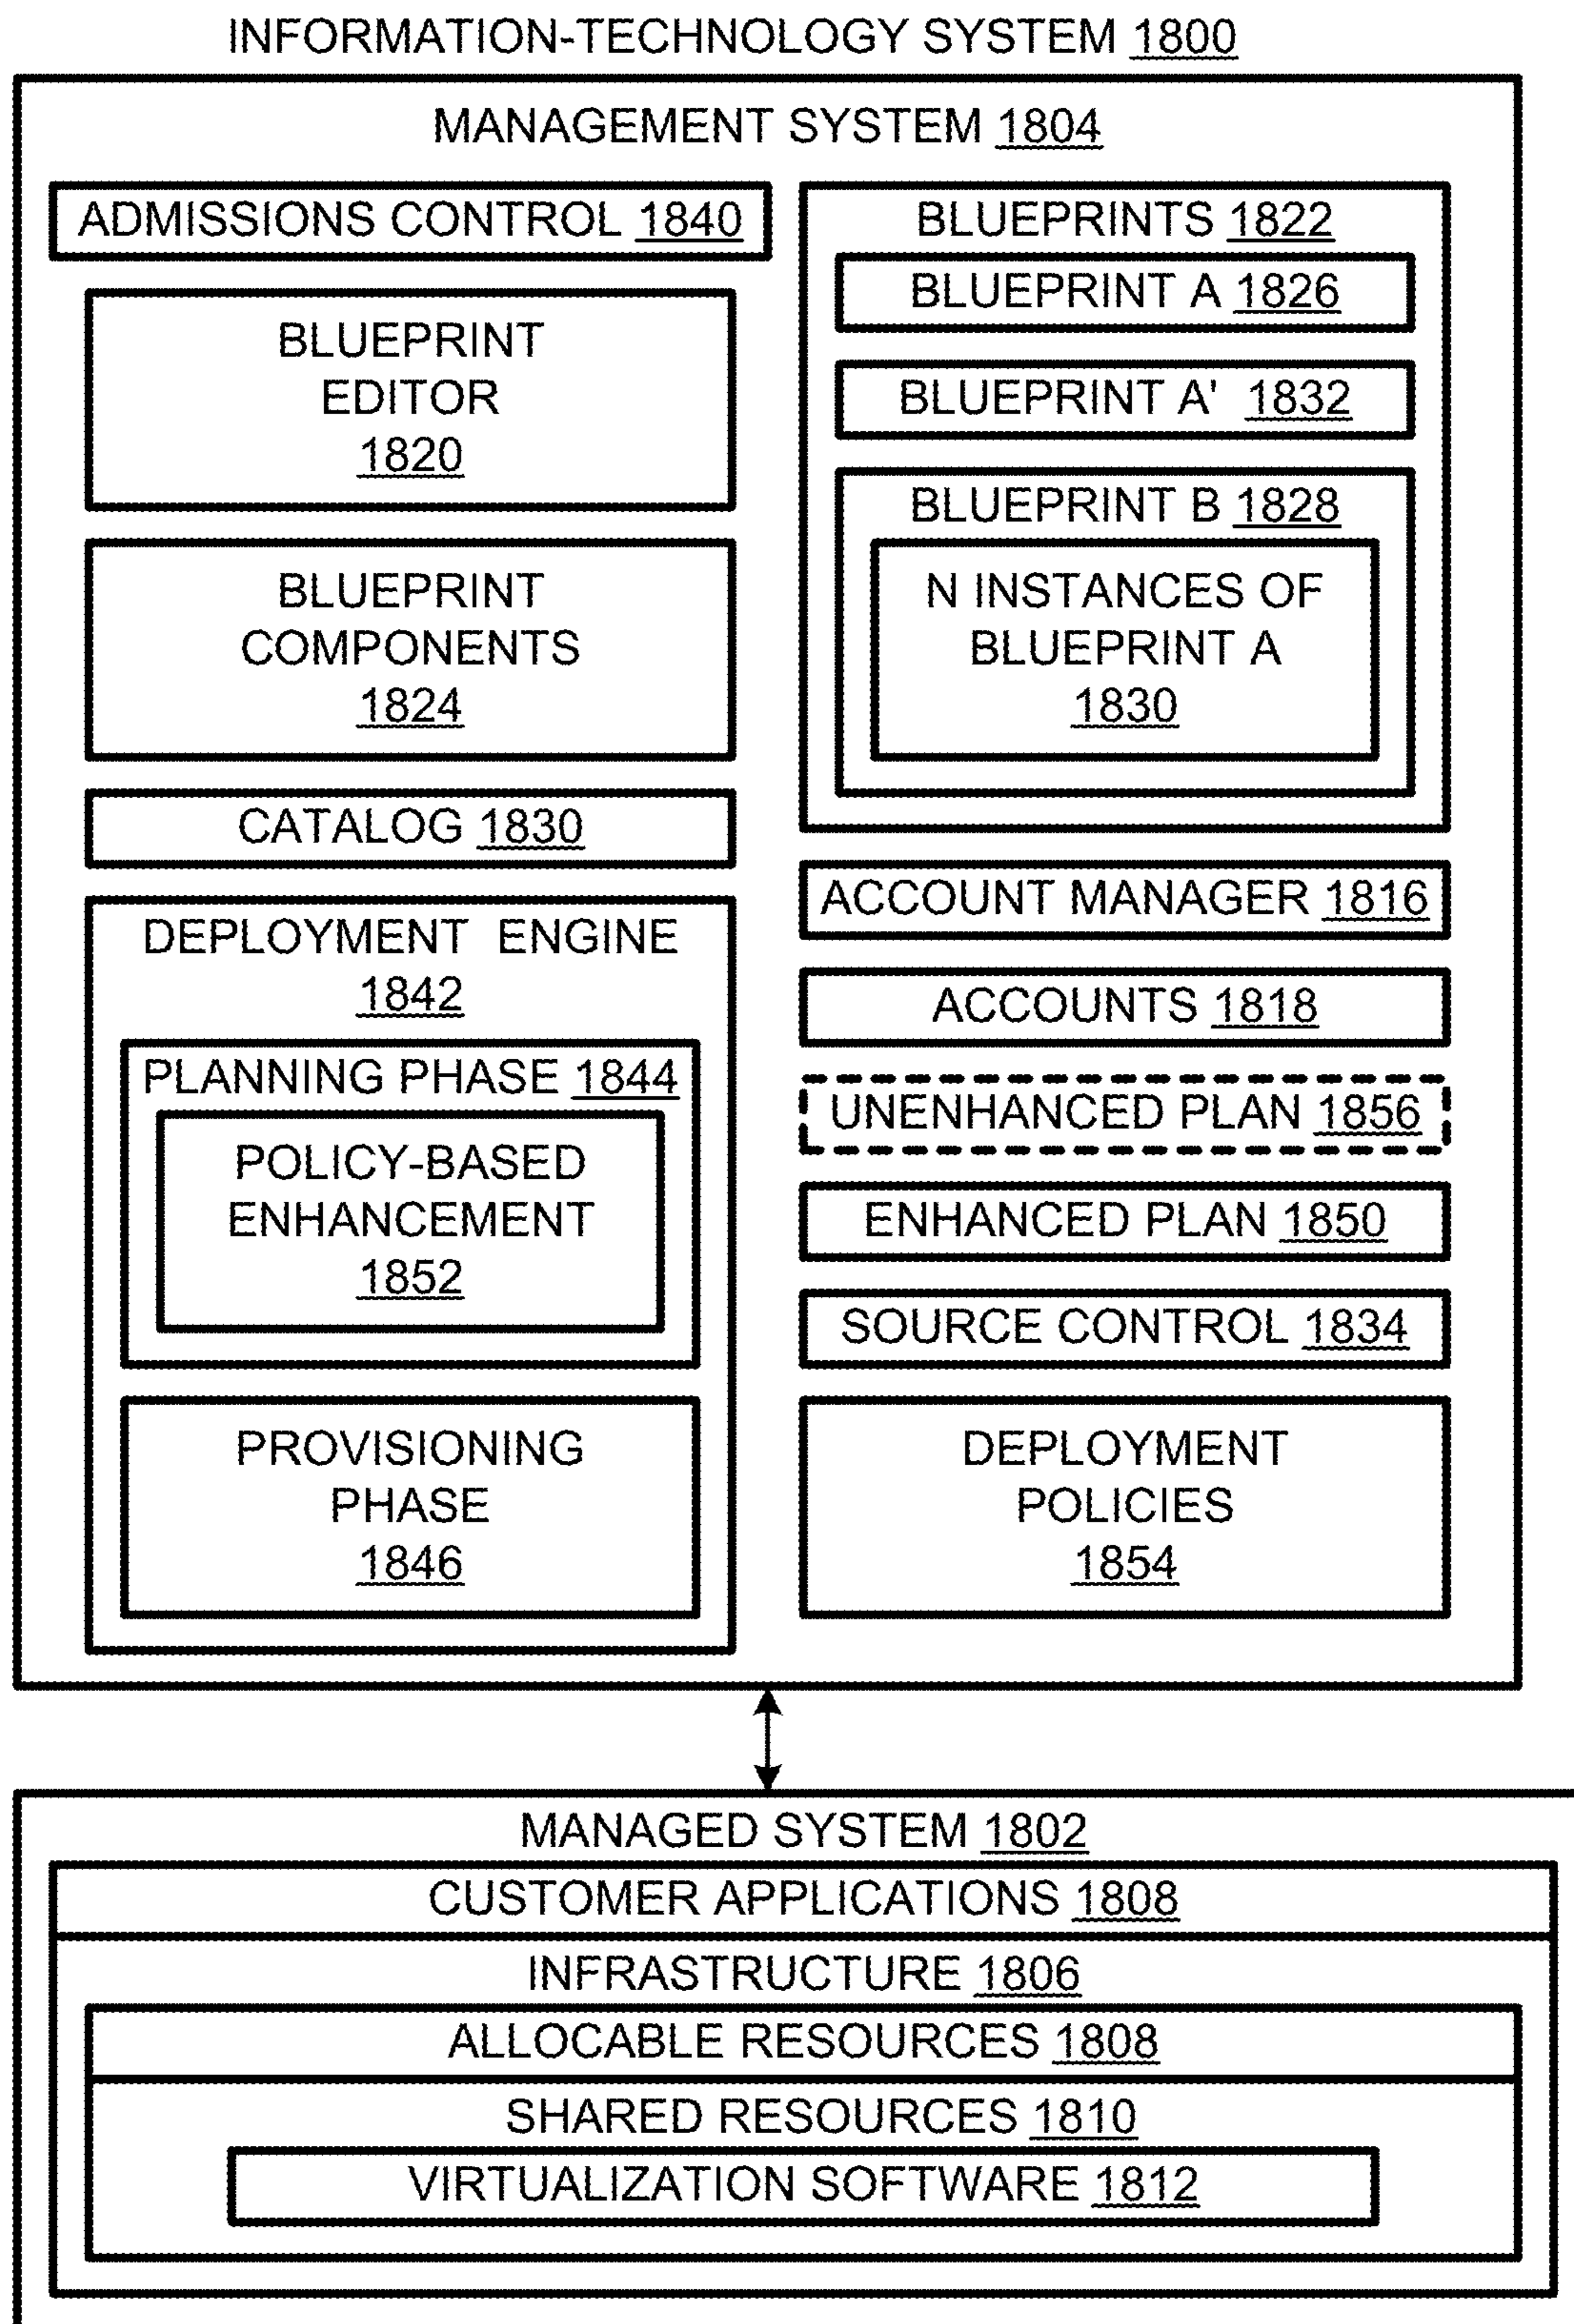 INFORMATION-TECHNOLOGY SYSTEM 1800
MANAGEMENT SYSTEM 1804
ADMISSIONS CONTROL 1840
BLUEPRINT
EDITOR
1820
BLUEPRINT
COMPONENTS
1824
CATALOG 1830
DEPLOYMENT ENGINE
1842
PLANNING PHASE 1844
POLICY-BASED
ENHANCEMENT
1852
PROVISIONING
PHASE
1846
BLUEPRINTS 1822
BLUEPRINT A 1826
BLUEPRINT A' 1832
BLUEPRINT B 1828
N INSTANCES OF
BLUEPRINT A
1830
ACCOUNT MANAGER 1816
ACCOUNTS 1818
UNENHANCED PLAN 1856
ENHANCED PLAN 1850
SOURCE CONTROL 1834
DEPLOYMENT
POLICIES
1854
MANAGED SYSTEM 1802
CUSTOMER APPLICATIONS 1808
INFRASTRUCTURE 1806
ALLOCABLE RESOURCES 1808
SHARED RESOURCES 1810
VIRTUALIZATION SOFTWARE 1812